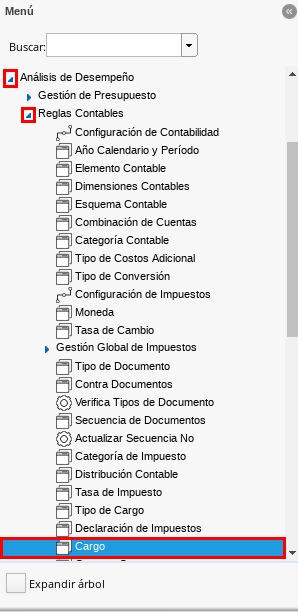 Menú
Buscar:
Análisis de Desempeño
Gestión de Presupuesto
Reglas Contables
Configuración de Contabilidad
Año Calendario y Período
Elemento Contable
Dimensiones Contables
Esquema Contable
Combinación de Cuentas
Categoría Contable
Tipo de Costos Adicional
Tipo de Conversión
Configuración de Impuestos
Moneda
Tasa de Cambio
Gestión Global de Impuestos
Tipo de Documento
Contra Documentos
Verifica Tipos de Documento
Secuencia de Documentos
Actualizar Secuencia No
Categoría de Impuesto
Distribución Contable
Tasa de Impuesto
Tipo de Cargo
Declaración de Impuestos
Cargo
Expandir árbol